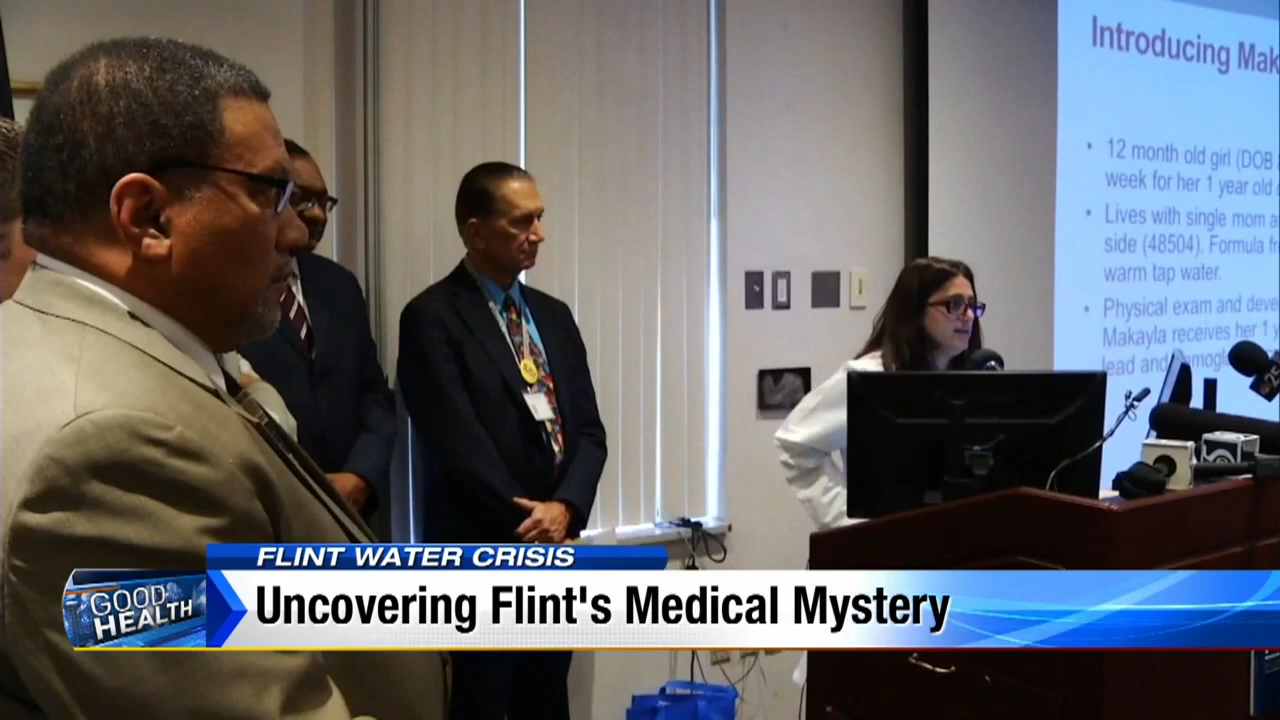 Introducing Mak
• 12 month old girl (DOB
week for her 1 year old
• Lives with single mom a
side (48504). Formula fr
warm tap water.
• Physical exam and deve
Makayla receives her 1 y
lead and hemoglo
25
FLINT WATER CRISIS
GOOD
HEALTH
Uncovering Flint's Medical Mystery